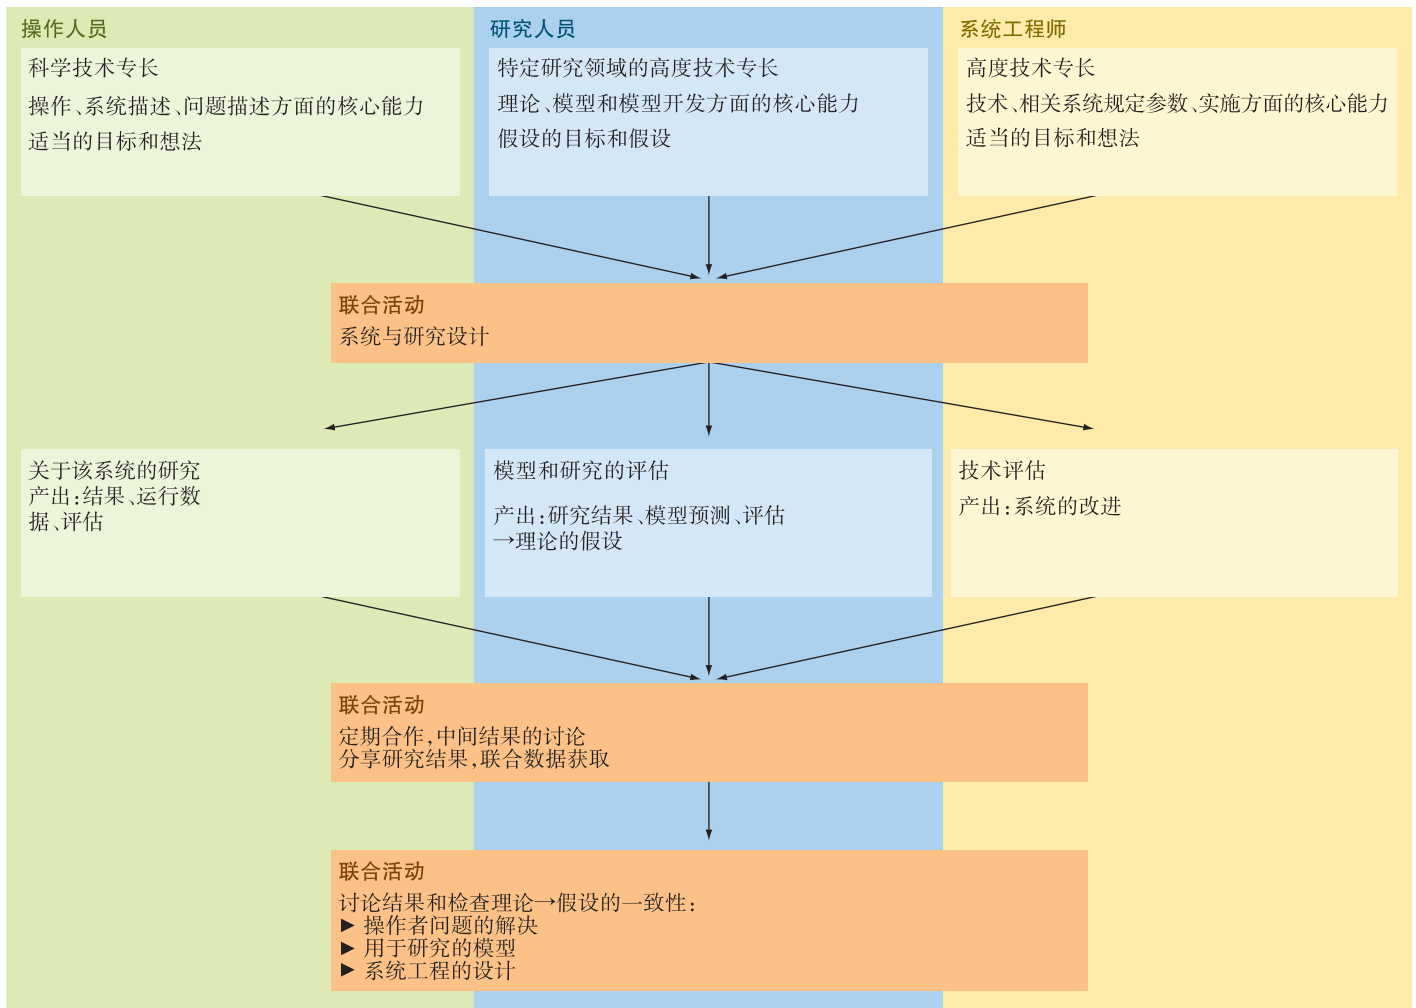 操作人员
科学技术专长
操作、系统描述、问题描述方面的核心能力
适当的目标和想法
研究人员
特定研究领域的高度技术专长
理论、模型和模型开发方面的核心能力
假设的目标和假设
系统工程师
高度技术专长
技术、相关系统规定参数、实施方面的核心能力
适当的目标和想法
联合活动
系统与研究设计
关于该系统的研究
产出:结果、运行数
据、评估
模型和研究的评估
产出:研究结果、模型预测、评估
→理论的假设
技术评估
产出:系统的改进
联合活动
定期合作,中间结果的讨论
分享研究结果,联合数据获取
联合活动
讨论结果和检查理论→假设的一致性:
▶ 操作者问题的解决
▶ 用于研究的模型
▶ 系统工程的设计